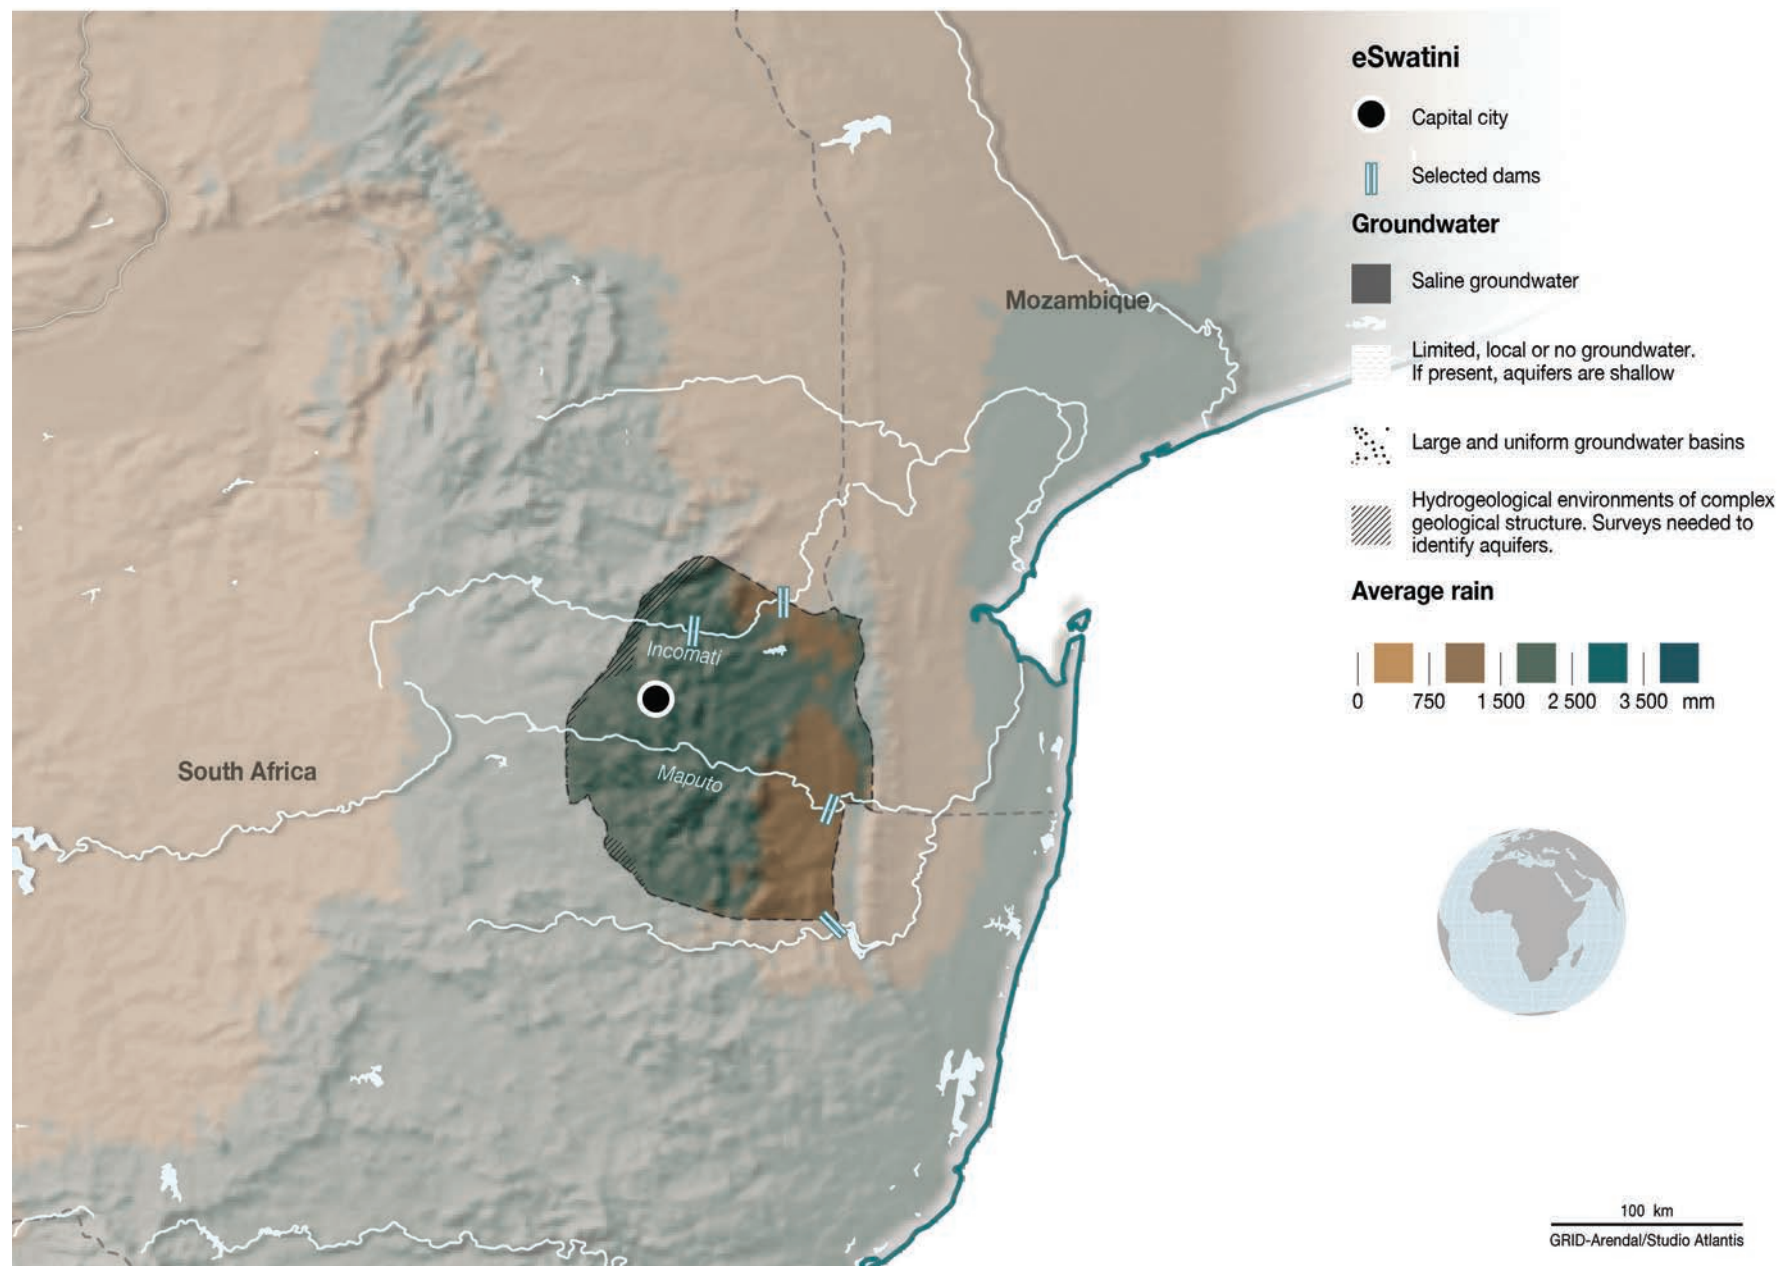 eSwatini
Capital city
Selected dams
Groundwater
Saline groundwater
Limited, local or no groundwater.
If present, aquifers are shallow
Large and uniform groundwater basins
Hydrogeological environments of complex
geological structure. Surveys needed to
identify aquifers.
Average rain
0 750 1 500 2 500 3 500 mm
Mozambique
Incomati
South Africa
Maputo
100 km
GRID-Arendal/Studio Atlantis